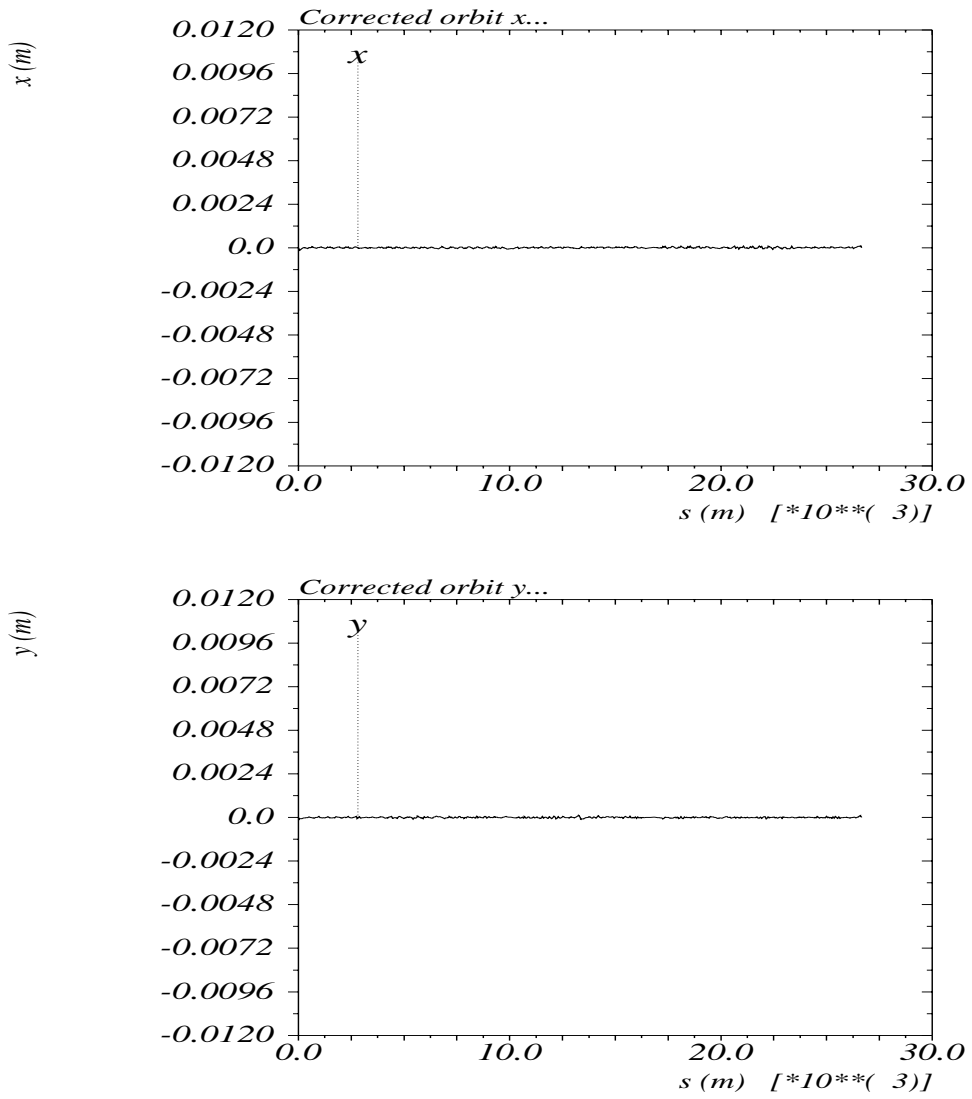 Corrected orbit x...
x (m)
0.0120
x
0.0096
0.0072
0.0048
0.0024
0.0
-0.0024
-0.0048
-0.0072
-0.0096
-0.0120
0.0 10.0 20.0 30.0
s (m) [*10**( 3)]
Corrected orbit y...
y (m)
0.0120
y
0.0096
0.0072
0.0048
0.0024
0.0
-0.0024
-0.0048
-0.0072
-0.0096
-0.0120
0.0 10.0 20.0 30.0
s (m) [*10**( 3)]